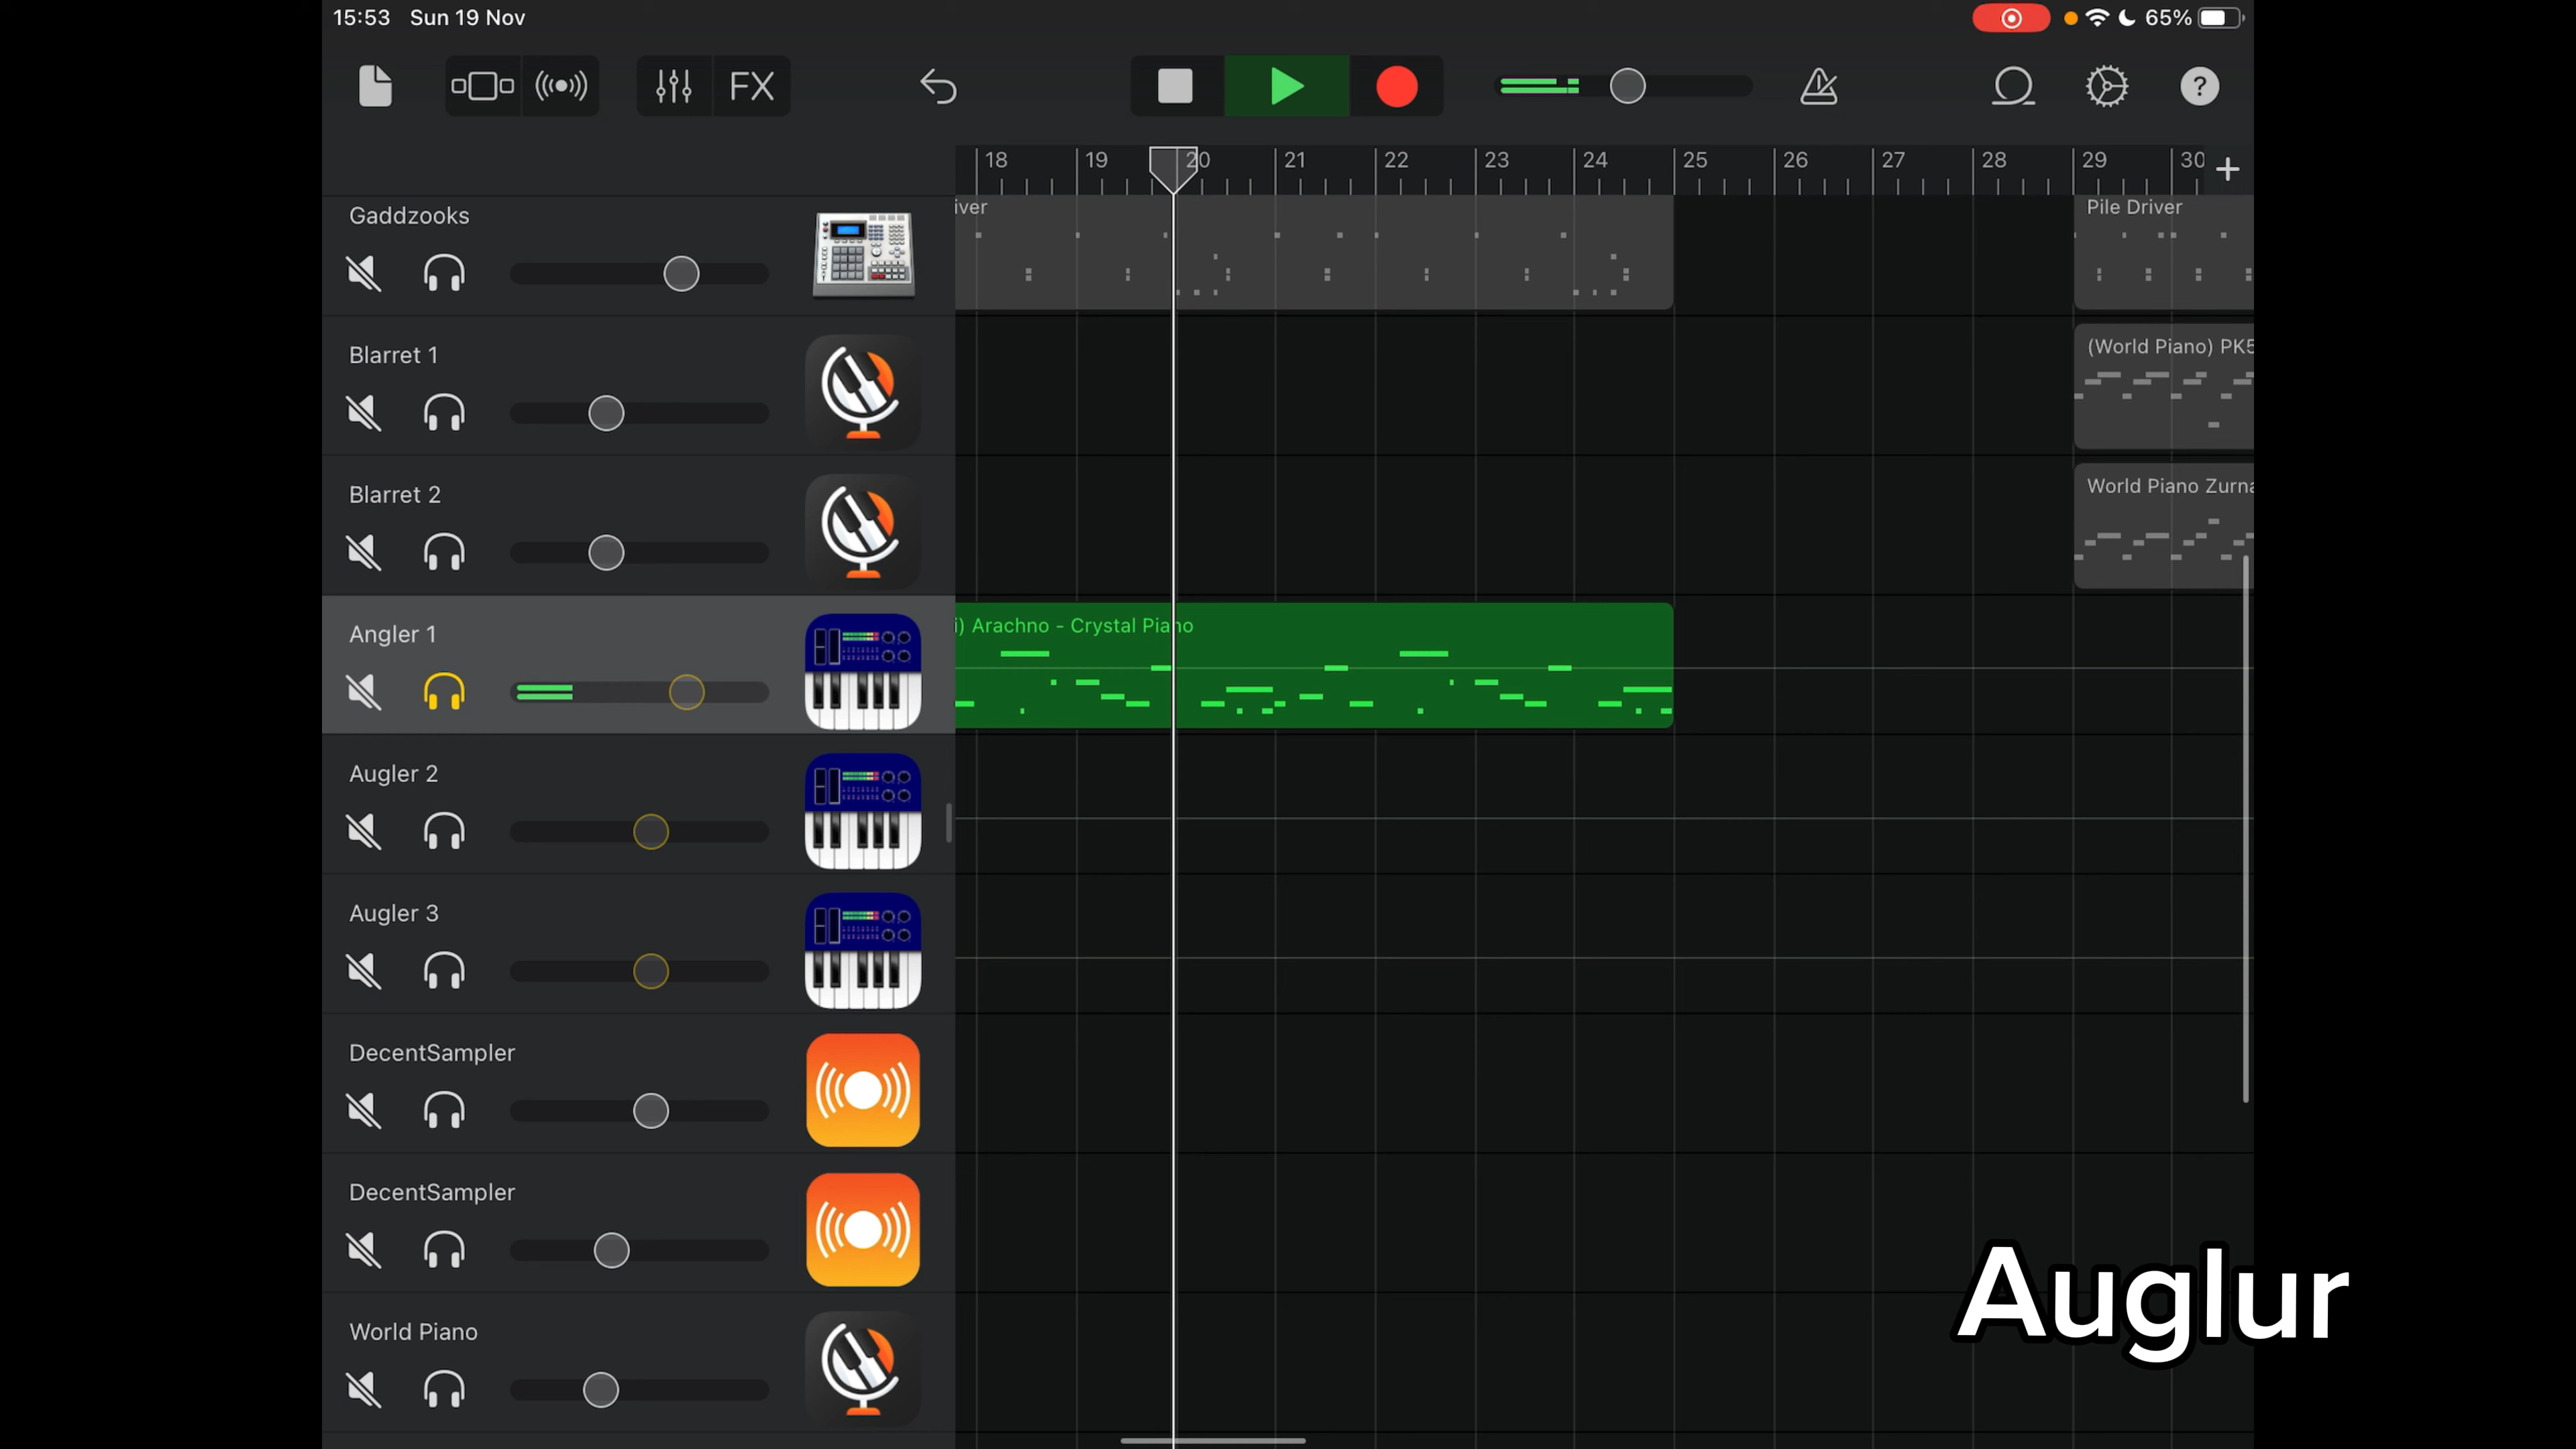 15:53 Sun 19 Nov
65%
FX
?
18 19 20 21 22 23 24 25 26 27 28 29 30 +
Gaddzooks
iver
Pile Driver
Blarret 1
(World Piano) PK5
Blarret 2
World Piano Zurna
Angler 1
i) Arachno - Crystal Piano
Augler 2
Augler 3
DecentSampler
DecentSampler
Auglur
World Piano